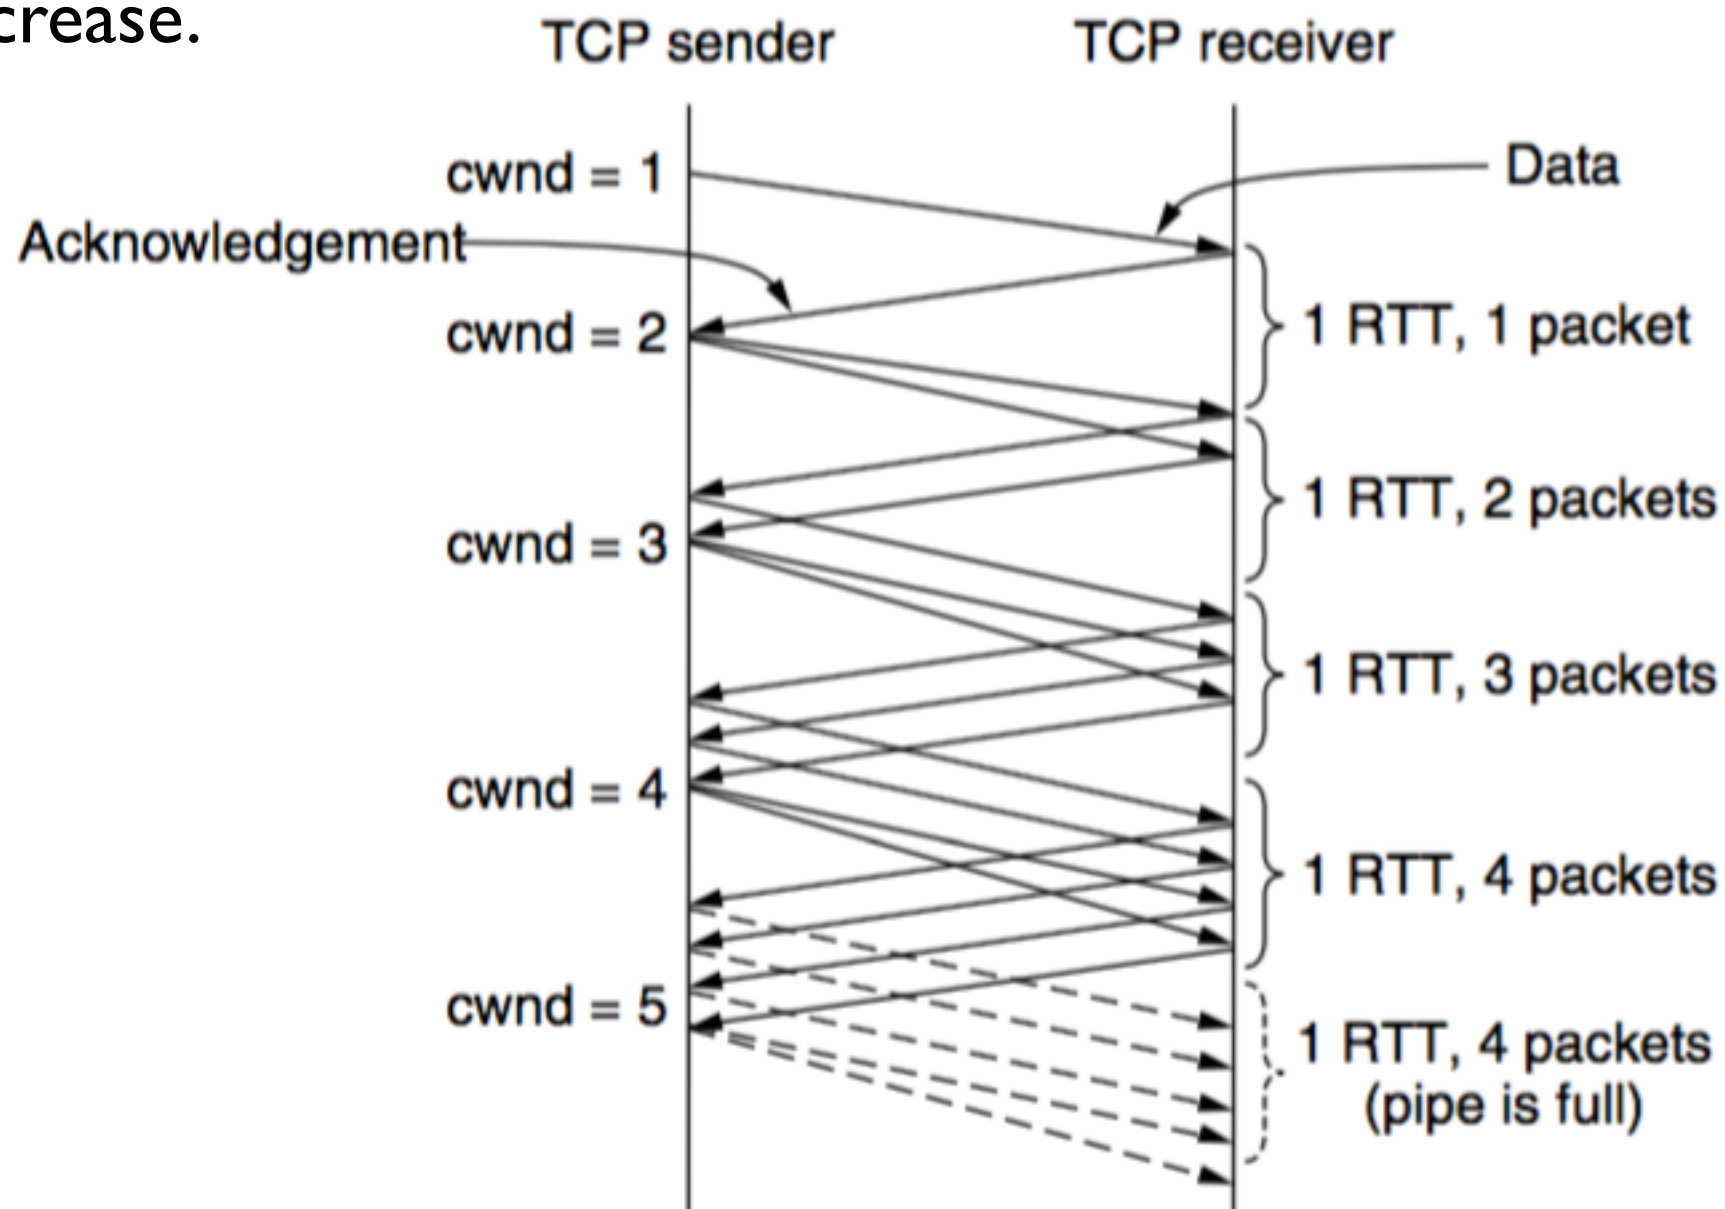 crease.
TCP sender
TCP receiver
cwnd = 1
Data
Acknowledgement
cwnd = 2
1 RTT, 1 packet
1 RTT, 2 packets
cwnd = 3
1 RTT, 3 packets
cwnd = 4
1 RTT, 4 packets
cwnd = 5
1 RTT, 4 packets
(pipe is full)